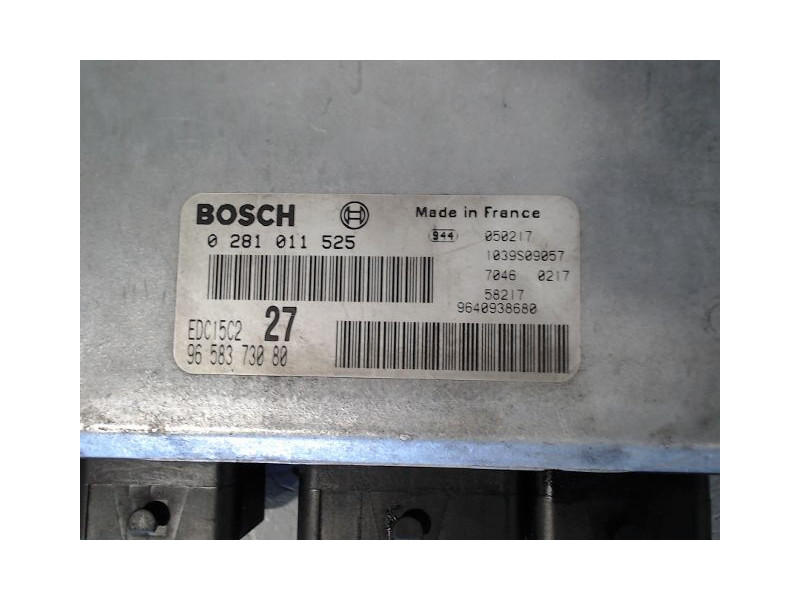 BOSCH
Made in France
0 281 011 525
944 050217
1039S09057
7046 0217
58217
9640938680
EDC15C2 27
96 583 730 80